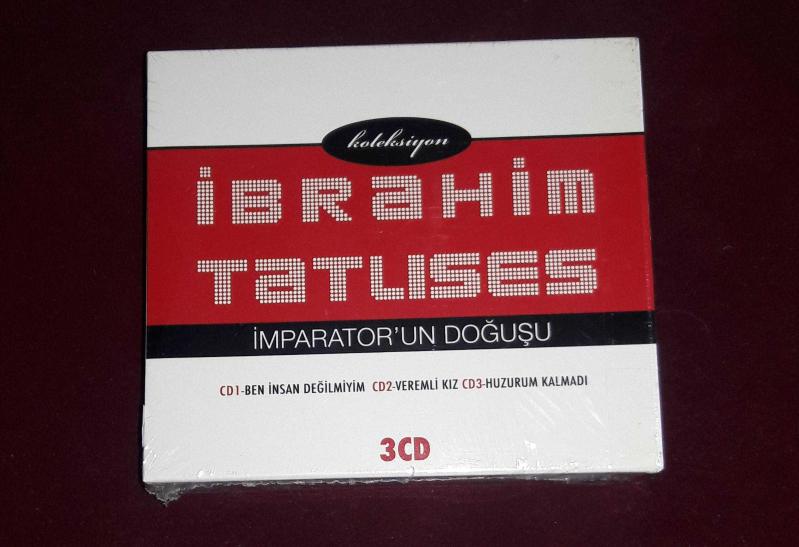 koleksiyon
İBRAHİM
TATLISES
İMPARATOR'UN DOĞUŞU
CD1-BEN İNSAN DEĞİLMİYİM CD2-VEREMLİ KIZ CD3-HUZURUM KALMADI
3CD